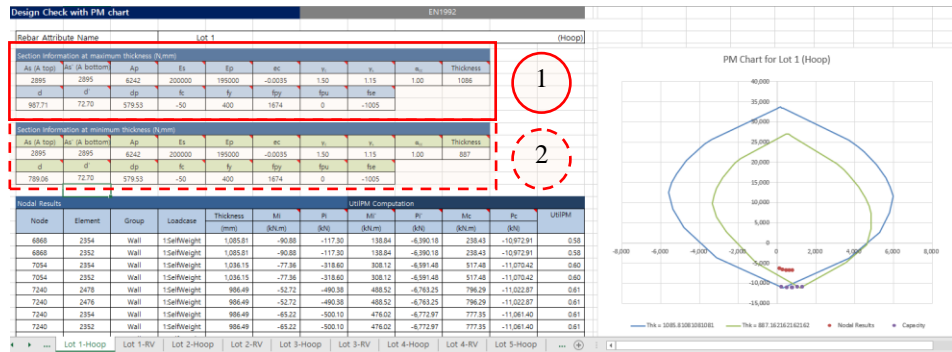 Design Check with PM chart EN1992
Rebar Attribute Name Lot 1 (Hoop)
Section Information at maximum thickness (N,mm)
As (A top) As' (A bottom) Ap Es Ep ec Thickness
2895 2895 6242 200000 195000 -0.0035 1.50 1.15 1.00 1086
d d' dp fc fy fpy fpu fse
987.71 72.70 579.53 -50 400 1674 0 -1005
1
Section information at minimum thickness (N,mm)
As (A top) As' (A bottom) Ap Es Ep ec Thickness
2895 2895 6242 200000 195000 -0.0035 1.50 1.15 1.00 887
d d' dp fc fy fpy fpu fse
789.06 72.70 579.53 -50 400 1674 0 -1005
2
Nodal Results UtilPM Computation
Node Element Group Loadcase Thickness Mi Pi Mi' Pi' Mc Pc UtilPM
(mm) (kN.m) (kN) (kN.m) (kN) (kN.m) (kN)
6868 2354 Wall 1:SelfWeight 1,085.81 -90.88 -117.30 138.84 -6,390.18 238.43 -10,972.91 0.58
6868 2352 Wall 1:SelfWeight 1,085.81 -90.88 -117.30 138.84 -6,390.18 238.43 -10,972.91 0.58
7054 2354 Wall 1:SelfWeight 1,036.15 -77.36 -318.60 308.12 -6,591.48 517.48 -11,070.42 0.60
7054 2352 Wall 1:SelfWeight 1,036.15 -77.36 -318.60 308.12 -6,591.48 517.48 -11,070.42 0.60
7240 2476 Wall 1:SelfWeight 986.49 -52.72 -490.38 488.52 -6,763.25 796.29 -11,022.87 0.61
7240 2478 Wall 1:SelfWeight 986.49 -52.72 -490.38 488.52 -6,763.25 796.29 -11,022.87 0.61
7240 2354 Wall 1:SelfWeight 986.49 -65.22 -500.10 476.02 -6,772.97 777.35 -11,061.40 0.61
7240 2352 Wall 1:SelfWeight 986.49 -65.22 -500.10 476.02 -6,772.97 777.35 -11,061.40 0.61
... Lot 1-Hoop Lot 1-RV Lot 2-Hoop Lot 2-RV Lot 3-Hoop Lot 3-RV Lot 4-Hoop Lot 4-RV Lot 5-Hoop ...
PM Chart for Lot 1 (Hoop)
40,000
35,000
30,000
25,000
20,000
15,000
10,000
5,000
0
-8,000 -6,000 -4,000 -2,000 0 2,000 4,000 6,000 8,000
-5,000
-10,000
-15,000
Thk = 1085.81081081081 Thk = 887.162162162162 Nodal Results Capacity